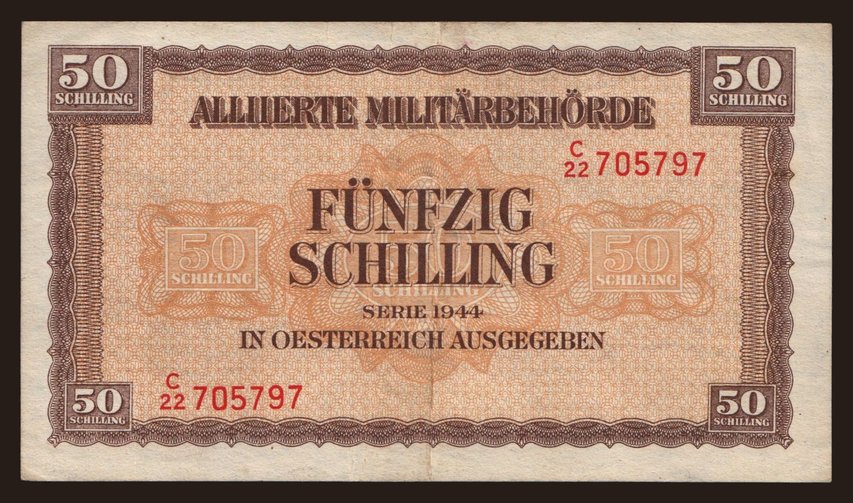 50
SCHILLING
50
SCHILLING
ALLIIERTE MILITÄRBEHÖRDE
C/22 705797
FÜNFZIG
SCHILLING
50
SCHILLING
50
SCHILLING
SCHILLING
SERIE 1944
IN OESTERREICH AUSGEGEBEN
C/22 705797
50
SCHILLING
50
SCHILLING